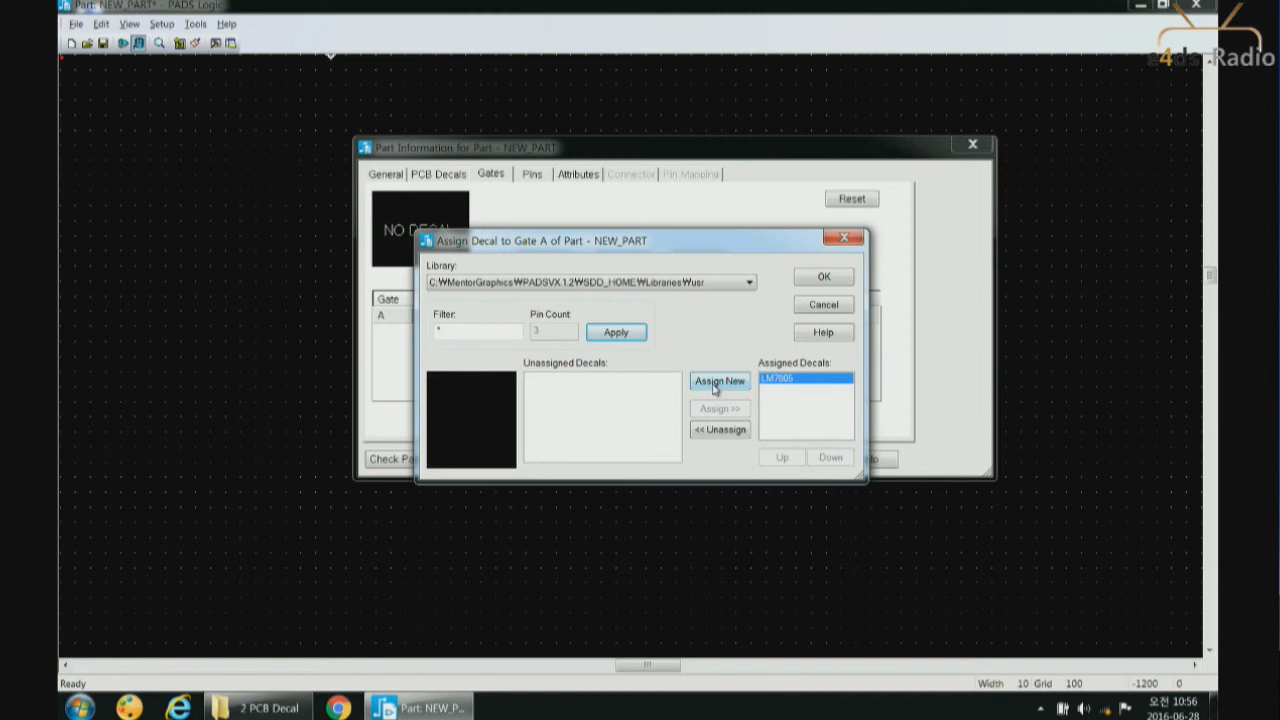 Part: NEW_PART* - PADS Logic
File Edit View Setup Tools Help
e4ds Radio
Part Information for Part - NEW_PART
General PCB Decals Gates Pins Attributes Connector Pin Mapping
Reset
NO DECAL
Assign Decal to Gate A of Part - NEW_PART
Library:
C:₩MentorGraphics₩PADSVX.1.2₩SDD_HOME₩Libraries₩usr
OK
Gate
Cancel
A
Filter:
Pin Count:
*
3
Apply
Help
Unassigned Decals:
Assigned Decals:
Assign New
LM7805
Assign >>
<< Unassign
Check Pa
Up
Down
fo
Ready
Width 10 Grid 100 -1200 0
2 PCB Decal
Part: NEW_P...
오전 10:56
2016-06-28